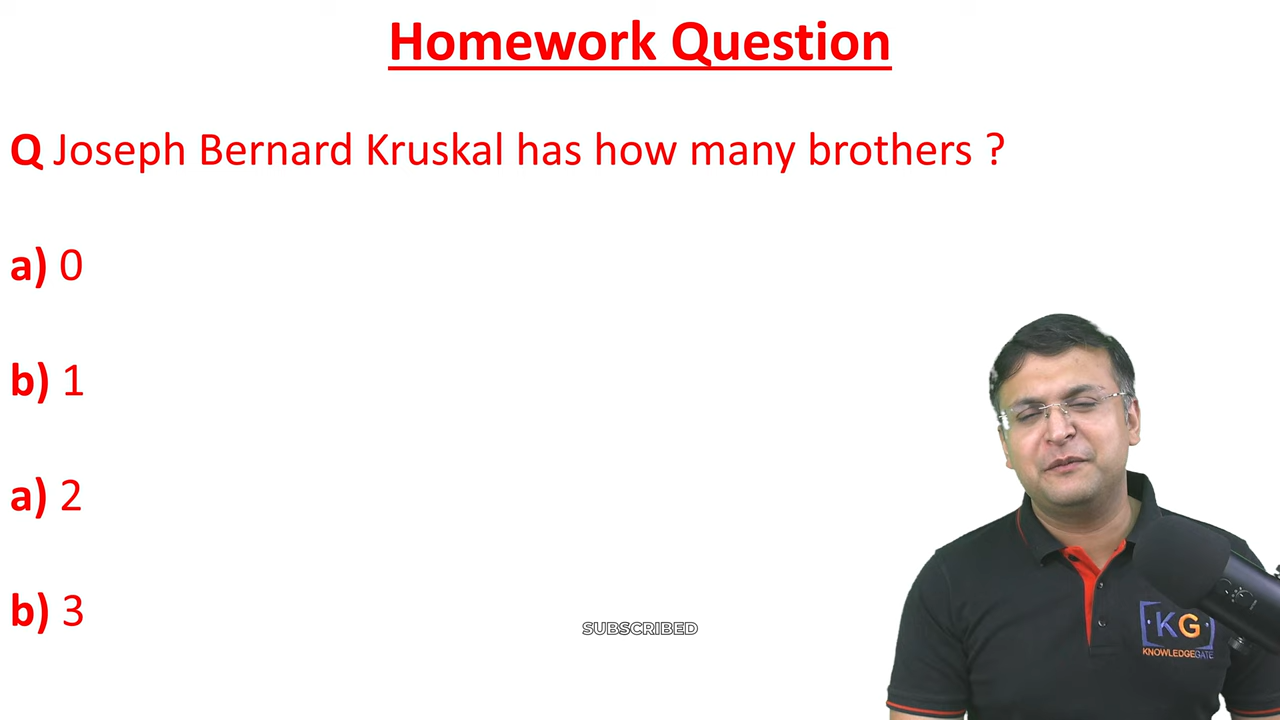 Homework Question
Q Joseph Bernard Kruskal has how many brothers ?
a) 0
b) 1
a) 2
b) 3
SUBSCRIBED
KG
KNOWLEDGEGATE